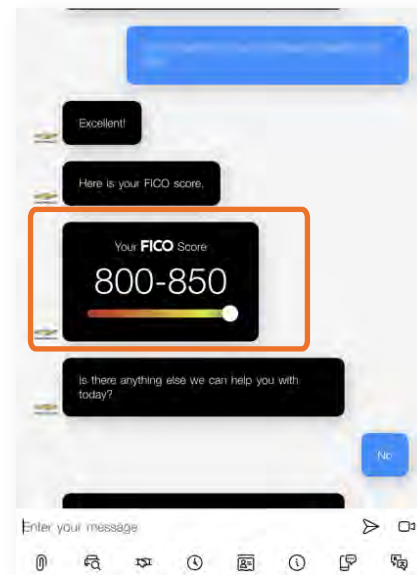 Excellent!
Here is your FICO score.
Your FICO Score
800-850
Is there anything else we can help you with
today?
No
Enter your message